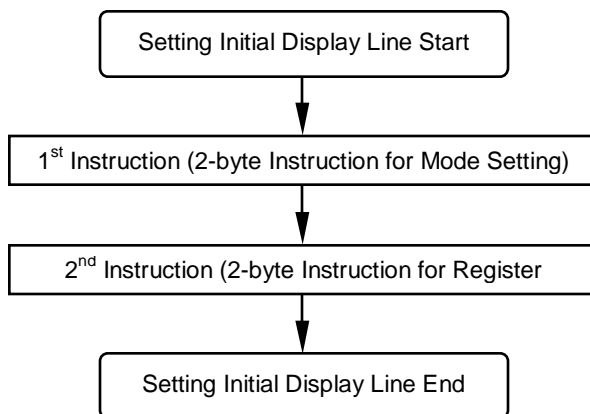 Setting Initial Display Line Start
1st Instruction (2-byte Instruction for Mode Setting)
2nd Instruction (2-byte Instruction for Register
Setting Initial Display Line End